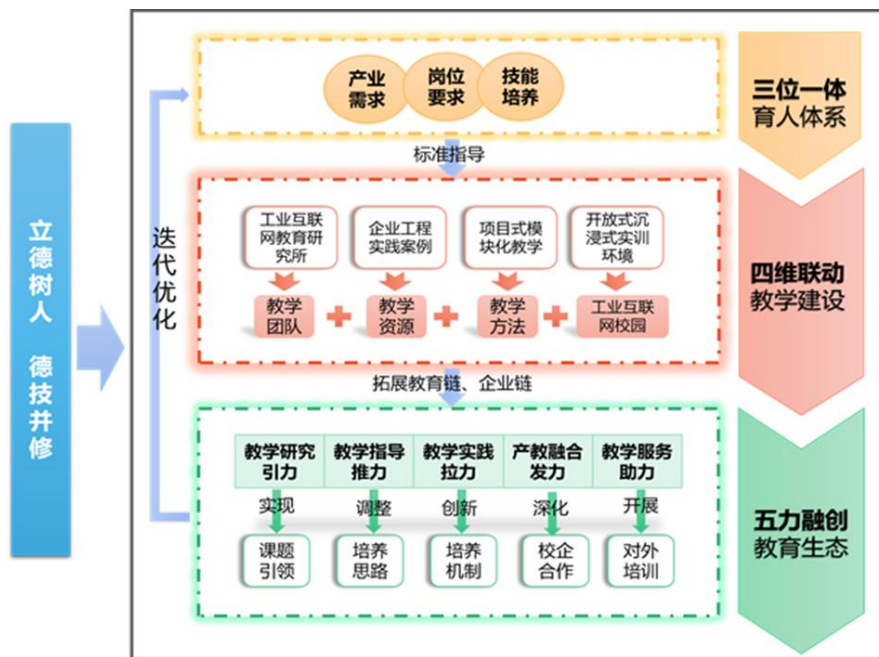 立德树人 德技并修
迭代优化
产业
需求
岗位
要求
技能
培养
三位一体
育人体系
标准指导
工业互联
网教育研
究所
企业工程
实践案例
项目式模
块化教学
开放式沉
浸式实训
环境
教学
团队
教学
资源
教学
方法
工业互联
网校园
四维联动
教学建设
拓展教育链、企业链
教学研究
引力
教学指导
推力
教学实践
拉力
产教融合
发力
教学服务
助力
实现
调整
创新
深化
开展
课题
引领
培养
思路
培养
机制
校企
合作
对外
培训
五力融创
教育生态